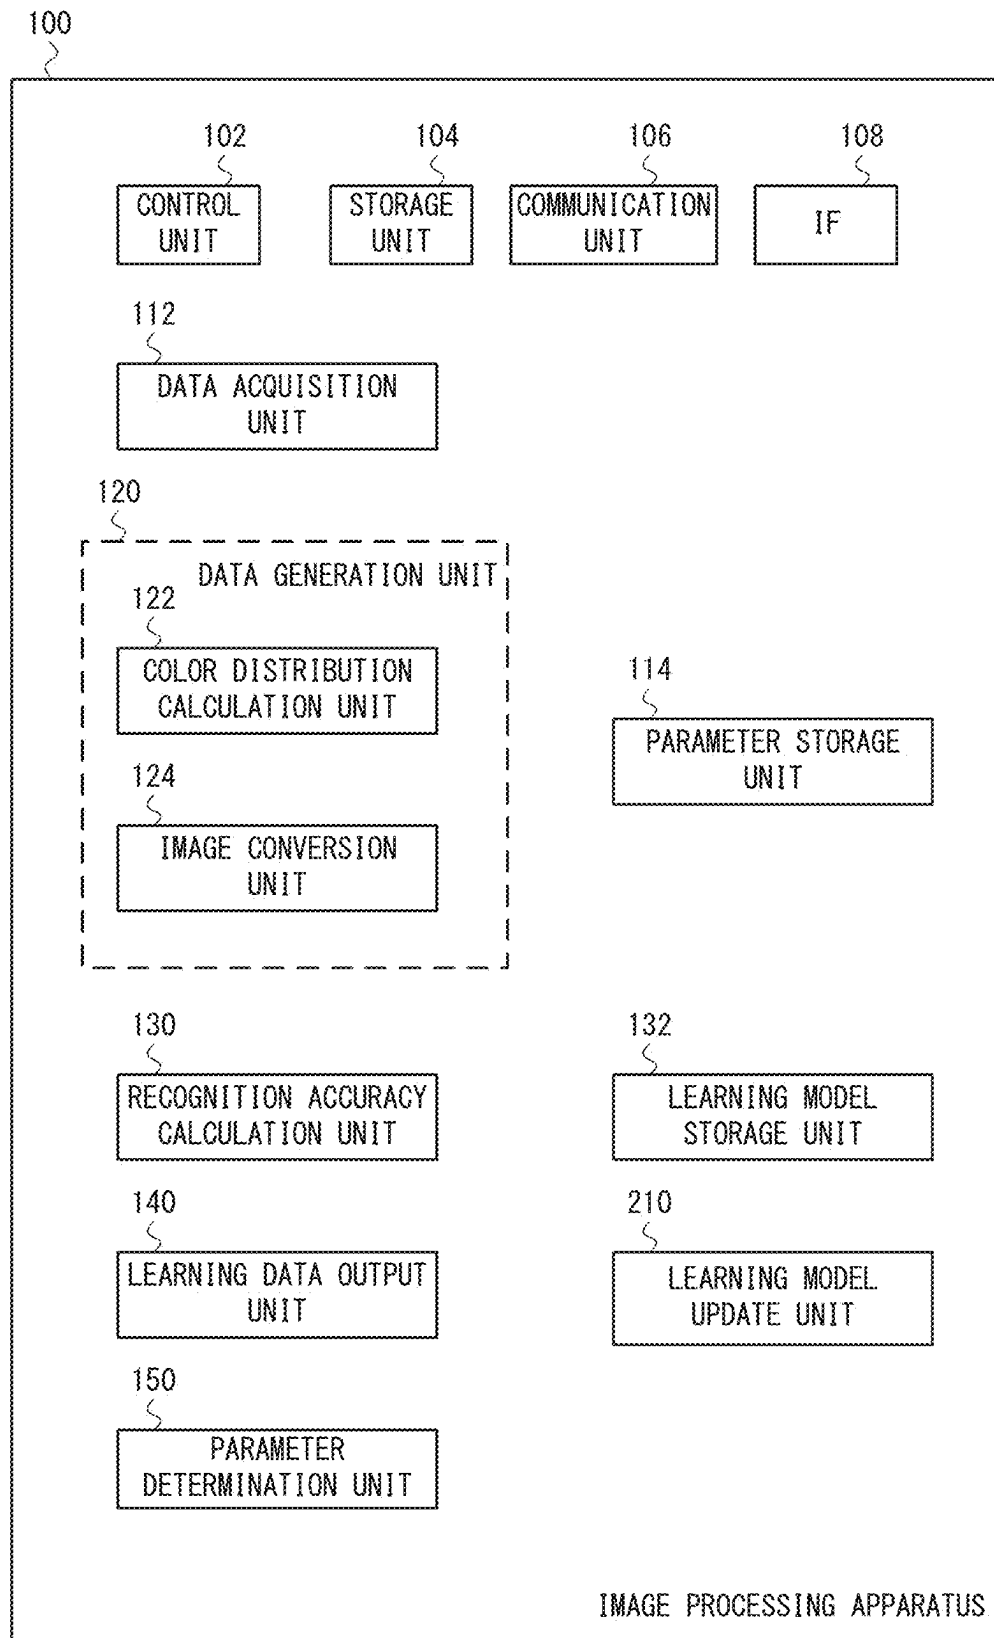 100
102
104
106
108
CONTROL
UNIT
STORAGE
UNIT
COMMUNICATION
UNIT
IF
112
DATA ACQUISITION
UNIT
120
DATA GENERATION UNIT
122
COLOR DISTRIBUTION
CALCULATION UNIT
114
PARAMETER STORAGE
UNIT
124
IMAGE CONVERSION
UNIT
130
RECOGNITION ACCURACY
CALCULATION UNIT
132
LEARNING MODEL
STORAGE UNIT
140
LEARNING DATA OUTPUT
UNIT
210
LEARNING MODEL
UPDATE UNIT
150
PARAMETER
DETERMINATION UNIT
IMAGE PROCESSING APPARATUS